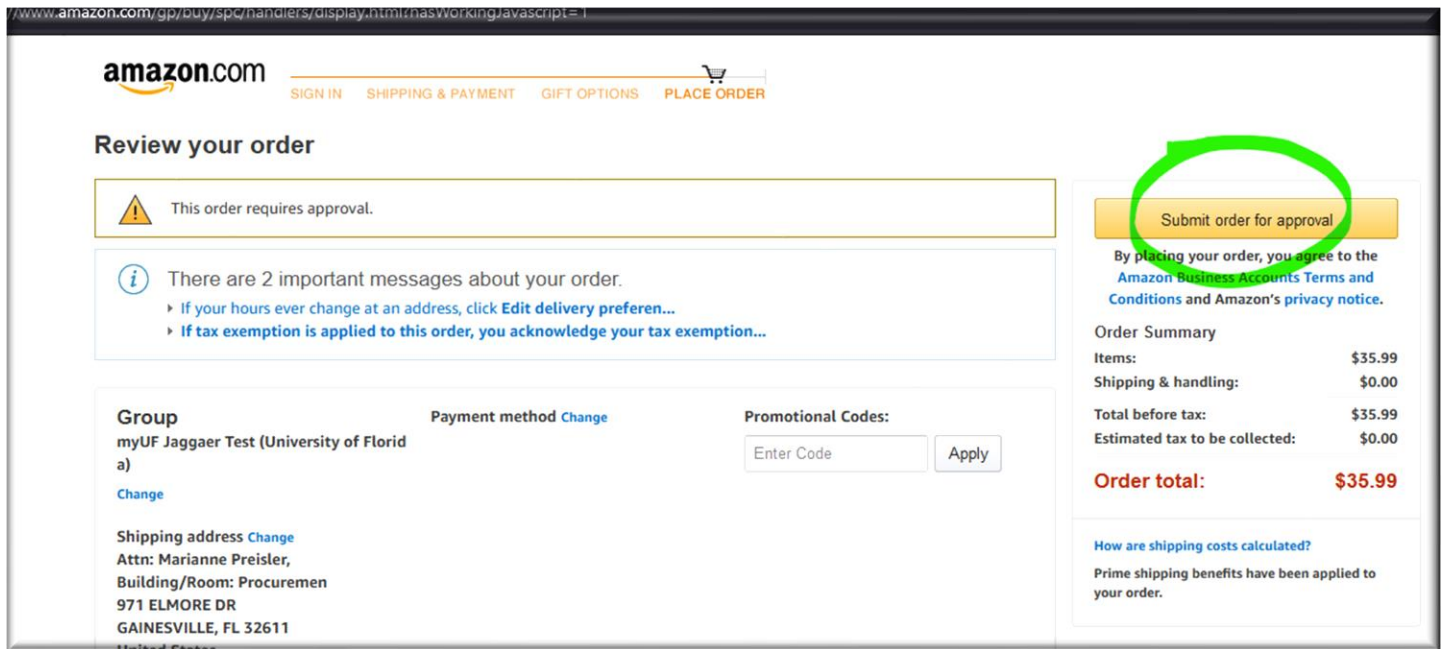 //www.amazon.com/gp/buy/spc/handlers/display.html?hasWorkingJavascript=1
amazon.com
SIGN IN SHIPPING & PAYMENT GIFT OPTIONS PLACE ORDER
Review your order
This order requires approval.
There are 2 important messages about your order.
If your hours ever change at an address, click Edit delivery preferen...
If tax exemption is applied to this order, you acknowledge your tax exemption...
Group
myUF Jaggaer Test (University of Florid
a)
Change
Shipping address Change
Attn: Marianne Preisler,
Building/Room: Procuremen
971 ELMORE DR
GAINESVILLE, FL 32611
United States
Payment method Change
Promotional Codes:
Enter Code Apply
Submit order for approval
By placing your order, you agree to the
Amazon Business Accounts Terms and
Conditions and Amazon's privacy notice.
Order Summary
Items: $35.99
Shipping & handling: $0.00
Total before tax: $35.99
Estimated tax to be collected: $0.00
Order total: $35.99
How are shipping costs calculated?
Prime shipping benefits have been applied to
your order.